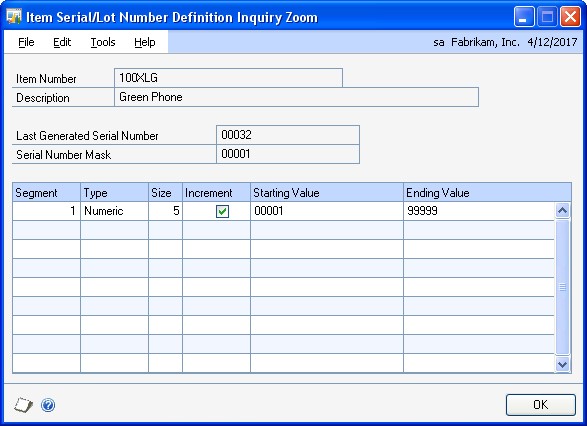 Item Serial/Lot Number Definition Inquiry Zoom
File Edit Tools Help sa Fabrikam, Inc. 4/12/2017
Item Number 100XLG
Description Green Phone
Last Generated Serial Number 00032
Serial Number Mask 00001
Segment Type Size Increment Starting Value Ending Value
1 Numeric 5 00001 99999
OK